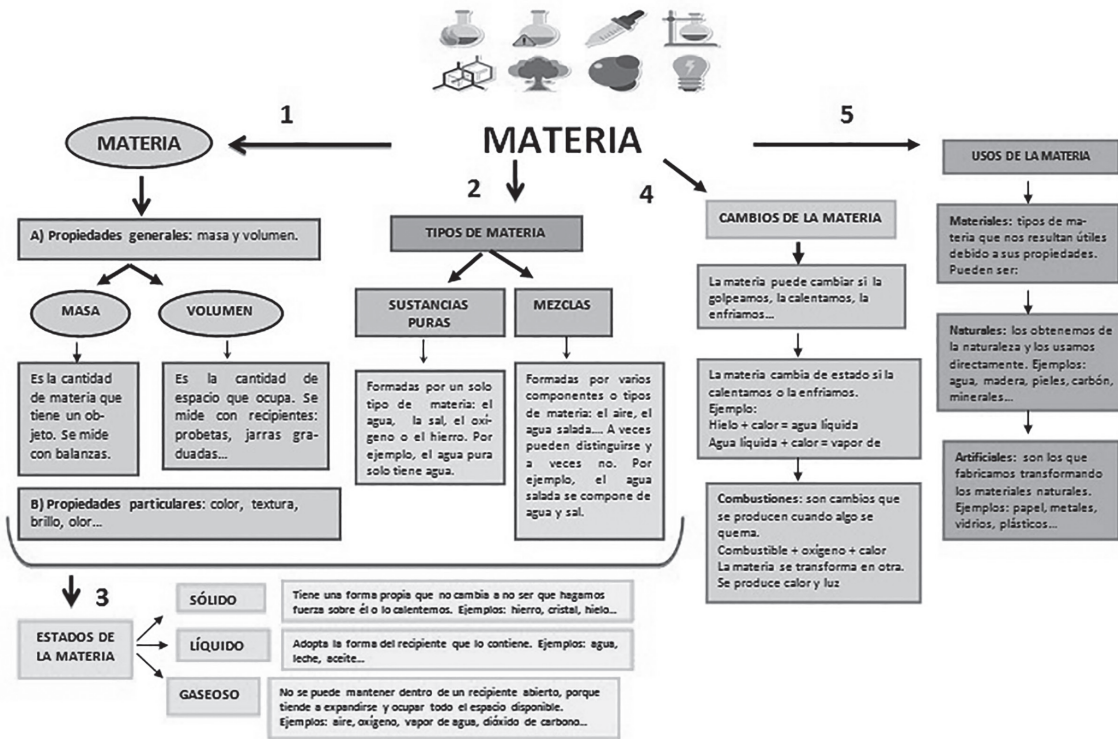 MATERIA
1
MATERIA
A) Propiedades generales: masa y volumen.
MASA
Es la cantidad
de materia que
tiene un ob-
jeto. Se mide
con balanzas.
VOLUMEN
Es la cantidad de
espacio que ocupa. Se
mide con recipientes:
probetas, jarras gra-
duadas...
B) Propiedades particulares: color, textura,
brillo, olor...
2
TIPOS DE MATERIA
SUSTANCIAS
PURAS
Formadas por un solo
tipo de materia: el
agua, la sal, el oxí-
geno o el hierro. Por
ejemplo, el agua pura
solo tiene agua.
MEZCLAS
Formadas por varios
componentes o tipos
de materia: el aire, el
agua salada.... A veces
pueden distinguirse y
a veces no. Por
ejemplo, el agua
salada se compone de
agua y sal.
3
ESTADOS DE
LA MATERIA
SÓLIDO
Tiene una forma propia que no cambia a no ser que hagamos
fuerza sobre él o lo calentemos. Ejemplos: hierro, cristal, hielo...
LÍQUIDO
Adopta la forma del recipiente que lo contiene. Ejemplos: agua,
leche, aceite...
GASEOSO
No se puede mantener dentro de un recipiente abierto, porque
tiende a expandirse y ocupar todo el espacio disponible.
Ejemplos: aire, oxígeno, vapor de agua, dióxido de carbono...
4
CAMBIOS DE LA MATERIA
La materia puede cambiar si la
golpeamos, la calentamos, la
enfriamos...
La materia cambia de estado si la
calentamos o la enfriamos.
Ejemplo:
Hielo + calor = agua líquida
Agua líquida + calor = vapor de
Combustiones: son cambios que
se producen cuando algo se
quema.
Combustible + oxígeno + calor
La materia se transforma en otra.
Se produce calor y luz
5
USOS DE LA MATERIA
Materiales: tipos de ma-
teria que nos resultan útiles
debido a sus propiedades.
Pueden ser:
Naturales: los obtenemos de
la naturaleza y los usamos
directamente. Ejemplos:
agua, madera, pieles, carbón,
minerales...
Artificiales: son los que
fabricamos transformando
los materiales naturales.
Ejemplos: papel, metales,
vidrios, plásticos...